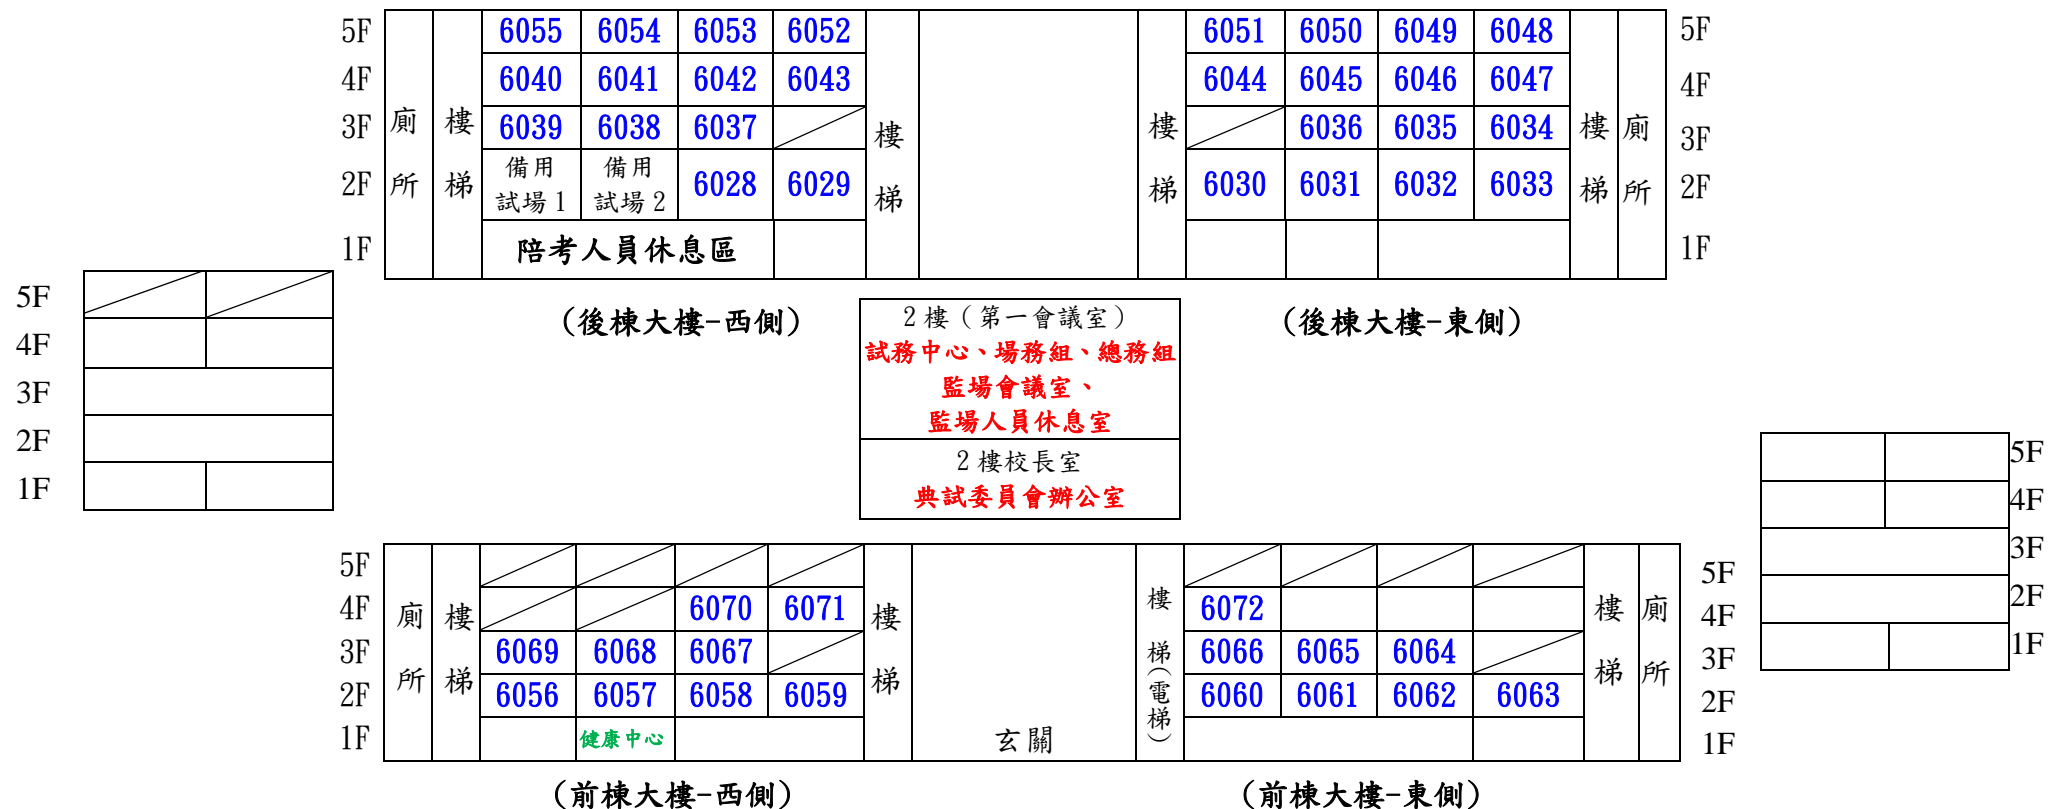 5F 6055 6054 6053 6052 6051 6050 6049 6048 5F
4F 6040 6041 6042 6043 6044 6045 6046 6047 4F
3F 廁所 樓梯 6039 6038 6037 樓梯 樓梯 6036 6035 6034 樓梯 廁所 3F
2F 備用試場1 備用試場2 6028 6029 6030 6031 6032 6033 2F
1F 陪考人員休息區 1F
(後棟大樓-西側)
(後棟大樓-東側)
5F
4F
3F
2F
1F
2樓（第一會議室）
試務中心、場務組、總務組
監場會議室、
監場人員休息室
2樓校長室
典試委員會辦公室
5F
4F
3F
2F
1F
5F 5F
4F 6070 6071 6072 4F
3F 廁所 樓梯 6069 6068 6067 樓梯 樓梯(電梯) 6066 6065 6064 樓梯 廁所 3F
2F 6056 6057 6058 6059 6060 6061 6062 6063 2F
1F 健康中心 玄關 1F
(前棟大樓-西側)
(前棟大樓-東側)